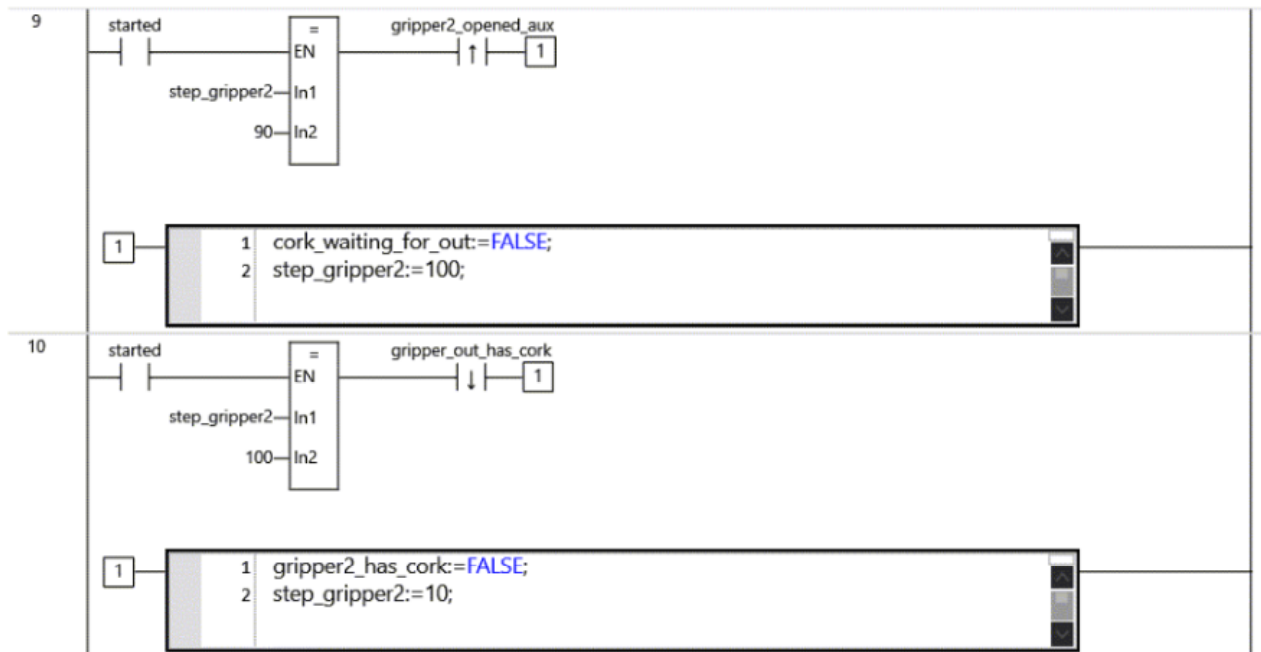 9
started
=
gripper2_opened_aux
EN
↑
1
step_gripper2
In1
90
In2
1
1 cork_waiting_for_out:=FALSE;
2 step_gripper2:=100;
10
started
=
gripper_out_has_cork
EN
↓
1
step_gripper2
In1
100
In2
1
1 gripper2_has_cork:=FALSE;
2 step_gripper2:=10;